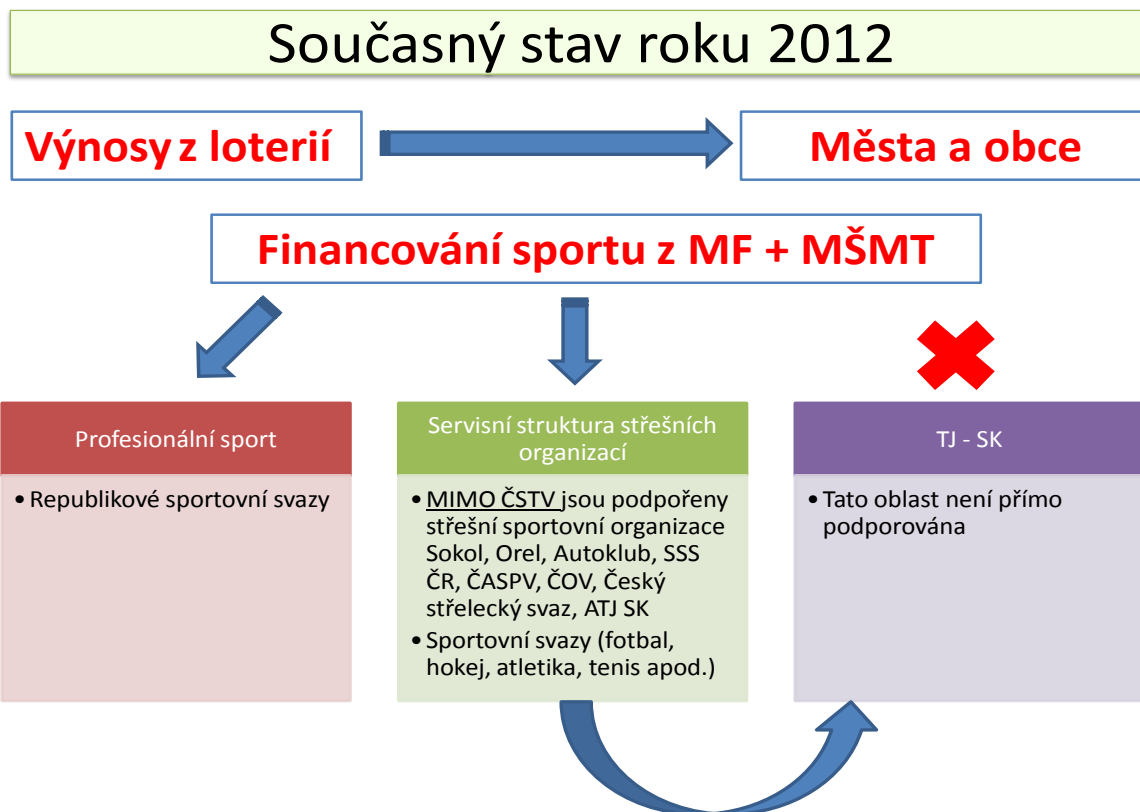 Současný stav roku 2012
Výnosy z loterií
Města a obce
Financování sportu z MF + MŠMT
Profesionální sport
• Republikové sportovní svazy
Servisní struktura střešních
organizací
• MIMO ČSTV jsou podpořeny
střešní sportovní organizace
Sokol, Orel, Autoklub, SSS
ČR, ČASPV, ČOV, Český
střelecký svaz, ATJ SK
• Sportovní svazy (fotbal,
hokej, atletika, tenis apod.)
TJ - SK
• Tato oblast není přímo
podporována